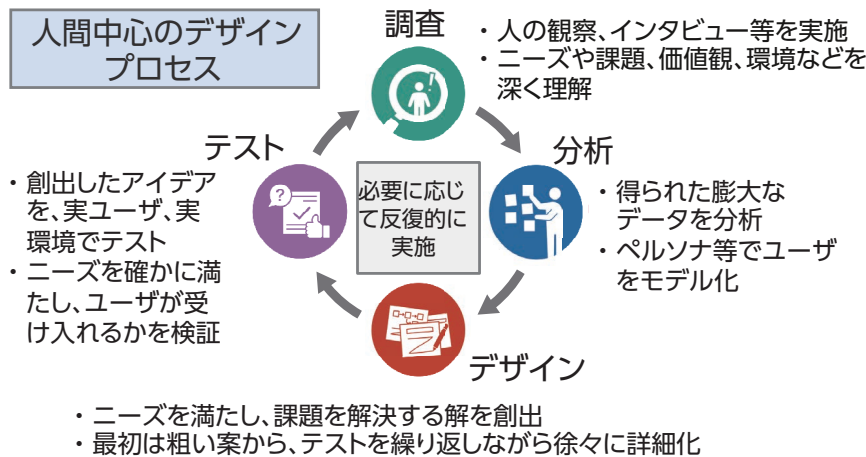 人間中心のデザイン
プロセス
調査
・人の観察、インタビュー等を実施
・ニーズや課題、価値観、環境などを
深く理解
分析
・得られた膨大な
データを分析
・ペルソナ等でユーザ
をモデル化
デザイン
・ニーズを満たし、課題を解決する解を創出
・最初は粗い案から、テストを繰り返しながら徐々に詳細化
テスト
・創出したアイデア
を、実ユーザ、実
環境でテスト
・ニーズを確かに満
たし、ユーザが受
け入れるかを検証
必要に応じ
て反復的に
実施